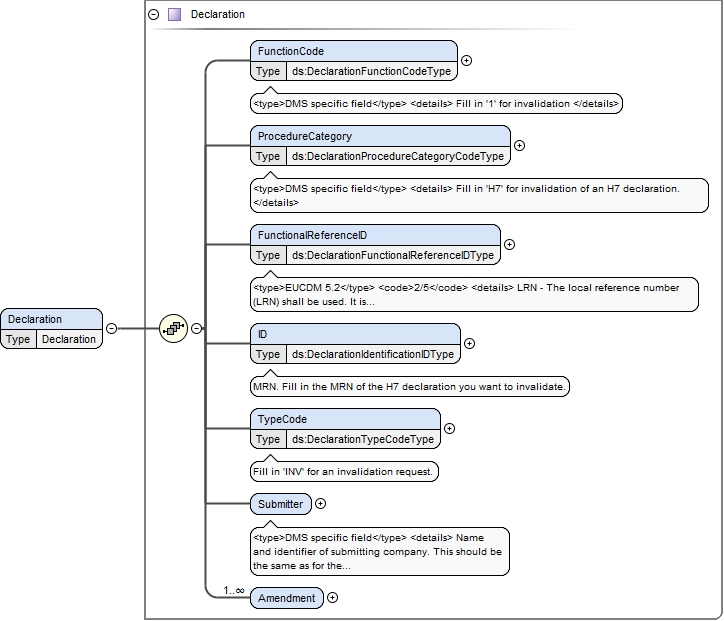 Declaration
FunctionCode
Type ds:DeclarationFunctionCodeType
<type>DMS specific field</type> <details> Fill in '1' for invalidation </details>
ProcedureCategory
Type ds:DeclarationProcedureCategoryCodeType
<type>DMS specific field</type> <details> Fill in 'H7' for invalidation of an H7 declaration.
</details>
FunctionalReferenceID
Type ds:DeclarationFunctionalReferenceIDType
<type>EUCDM 5.2</type> <code>2/5</code> <details> LRN - The local reference number
(LRN) shall be used. It is...
Declaration
Type Declaration
ID
Type ds:DeclarationIdentificationIDType
MRN. Fill in the MRN of the H7 declaration you want to invalidate.
TypeCode
Type ds:DeclarationTypeCodeType
Fill in 'INV' for an invalidation request.
Submitter
<type>DMS specific field</type> <details> Name
and identifier of submitting company. This should be
the same as for the...
1..∞
Amendment